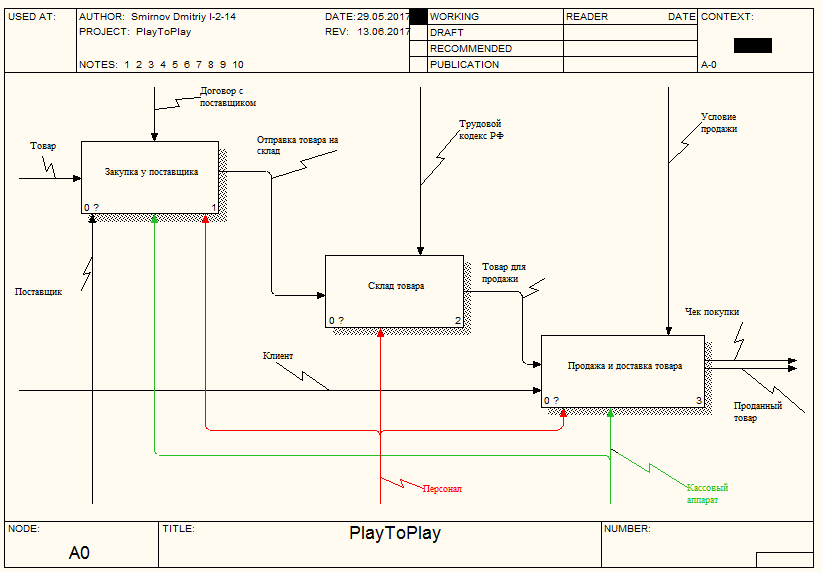 USED AT:
AUTHOR: Smirnov Dmitriy I-2-14
DATE: 29.05.2017
WORKING
READER
DATE
CONTEXT:
PROJECT: PlayToPlay
REV: 13.06.2017
DRAFT
RECOMMENDED
NOTES: 1 2 3 4 5 6 7 8 9 10
PUBLICATION
A-0
Договор с
поставщиком
Товар
Закупка у поставщика
0 ?
1
Отправка товара на
склад
Трудовой
кодекс РФ
Условие
продажи
Поставщик
Склад товара
0 ?
2
Товар для
продажи
Клиент
Чек покупки
Продажа и доставка товара
0 ?
3
Проданный
товар
Персонал
Кассовый
аппарат
NODE:
A0
TITLE:
PlayToPlay
NUMBER: